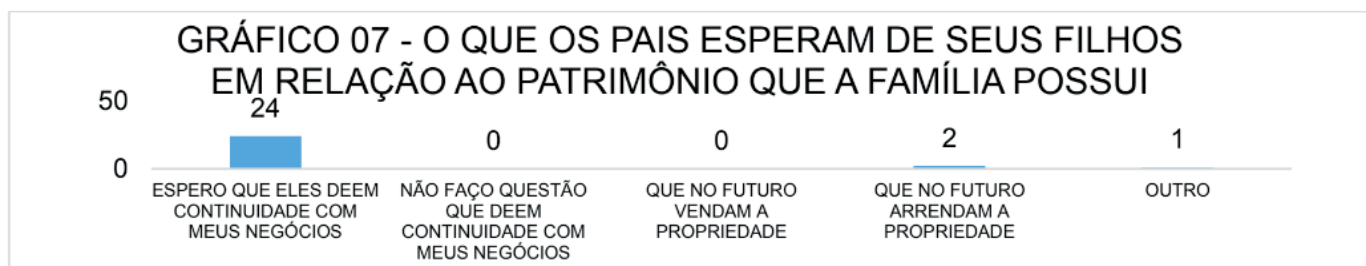 GRÁFICO 07 - O QUE OS PAIS ESPERAM DE SEUS FILHOS
EM RELAÇÃO AO PATRIMÔNIO QUE A FAMÍLIA POSSUI
50
0
24
0
0
2
1
ESPERO QUE ELES DEEM
CONTINUIDADE COM
MEUS NEGÓCIOS
NÃO FAÇO QUESTÃO
QUE DEEM
CONTINUIDADE COM
MEUS NEGÓCIOS
QUE NO FUTURO
VENDAM A
PROPRIEDADE
QUE NO FUTURO
ARRENDAM A
PROPRIEDADE
OUTRO